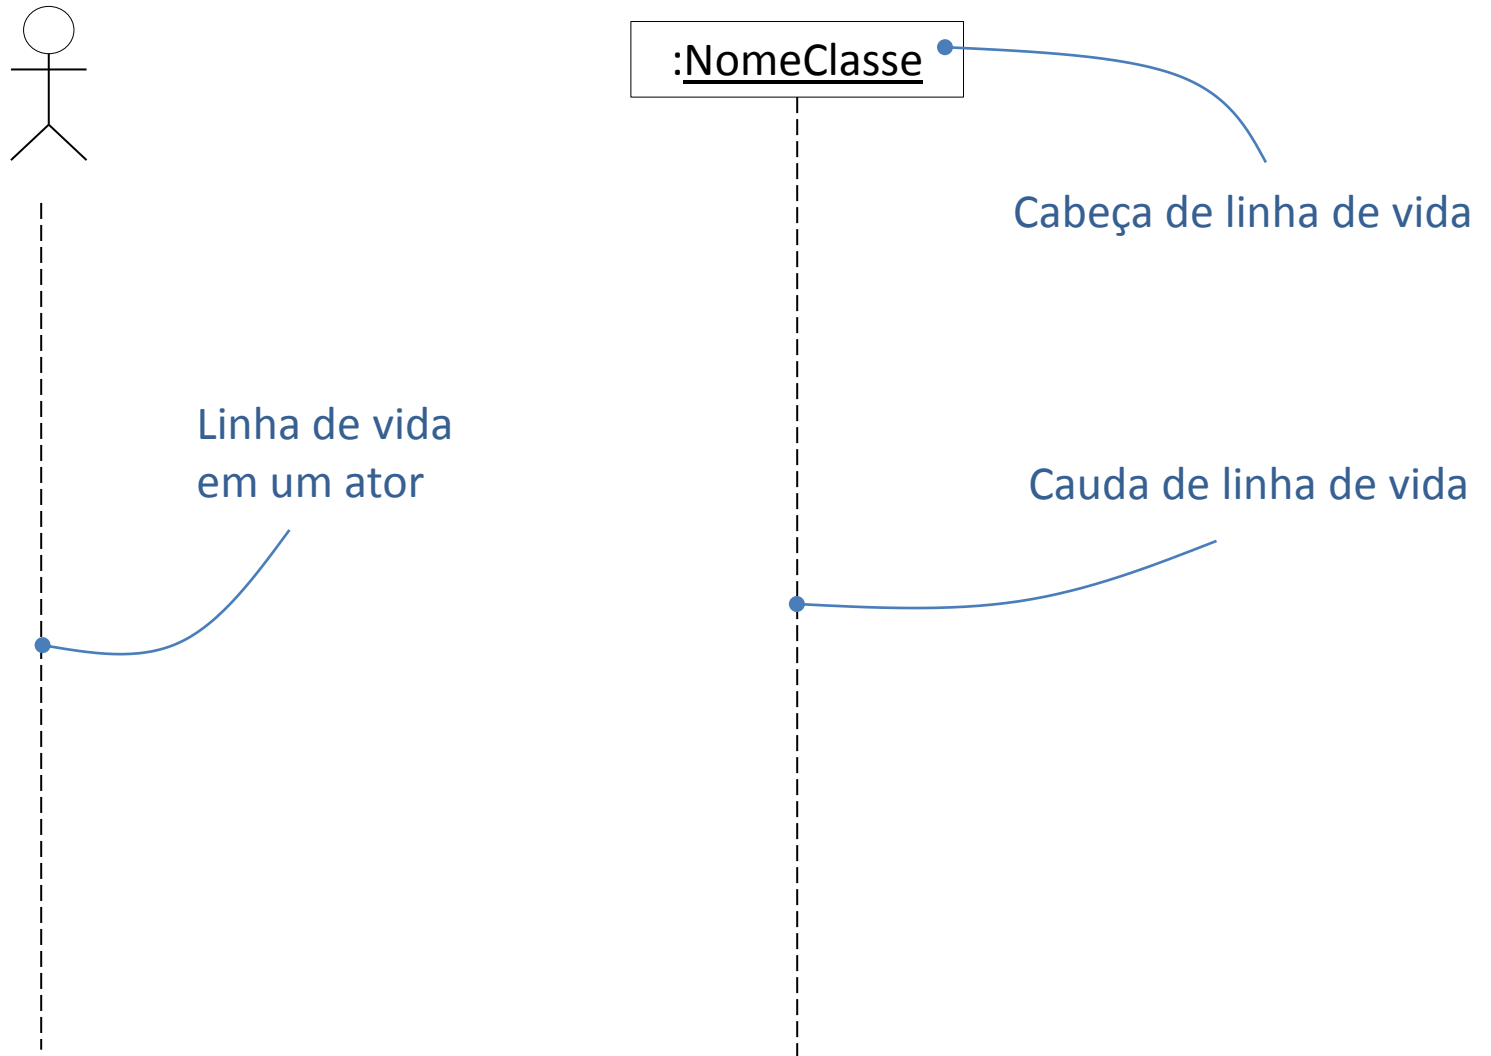 :NomeClasse
Cabeça de linha de vida
Linha de vida
em um ator
Cauda de linha de vida